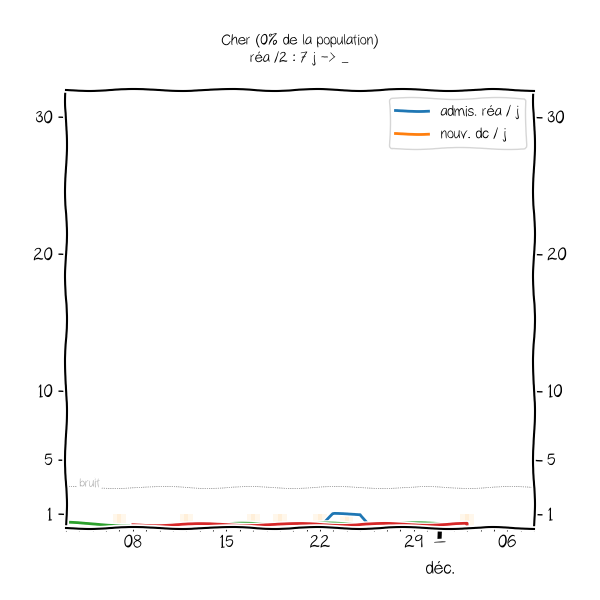 Cher (0% de la population)
réa /2 : 7 j -> _
admis. réa / j
nouv. dc / j
30
30
20
20
10
10
5
5
bruit
1
1
08
15
22
29
06
déc.